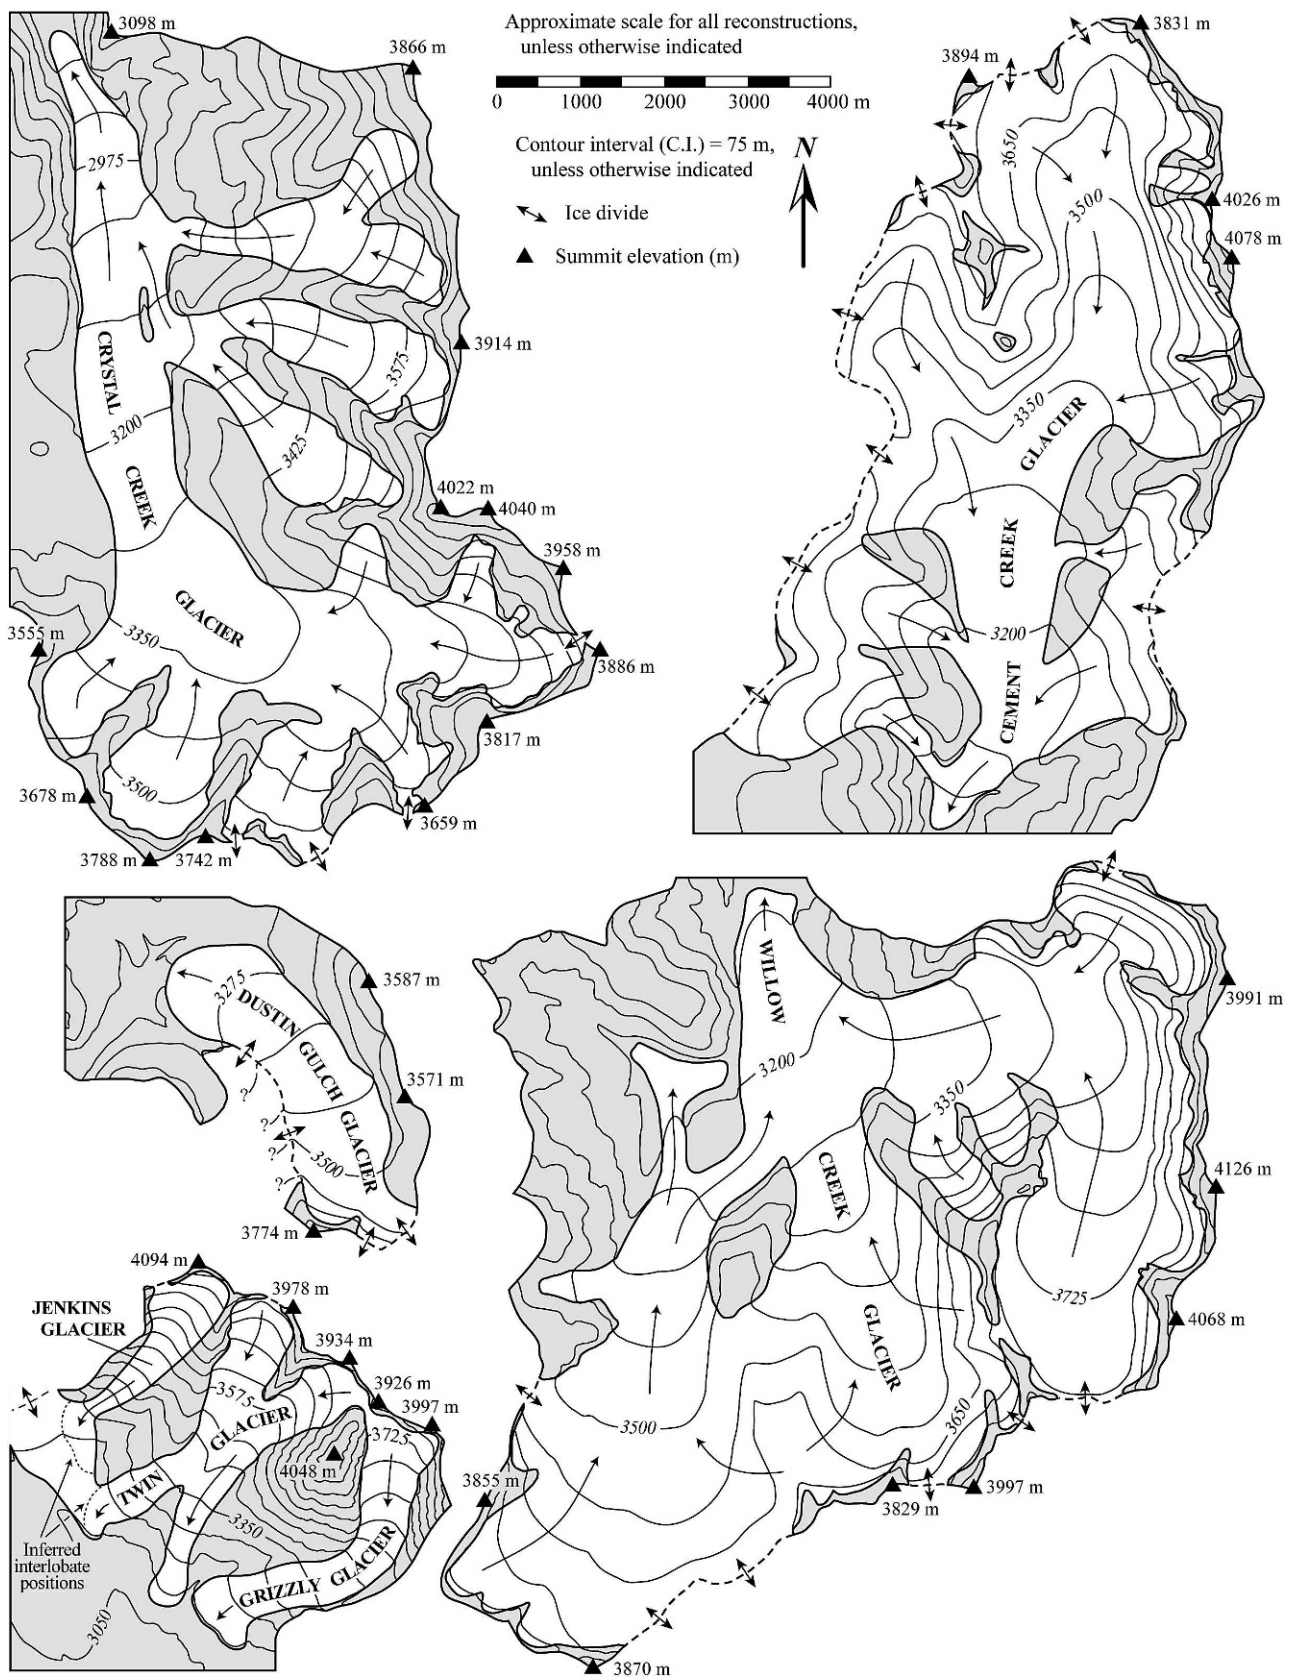 Approximate scale for all reconstructions,
unless otherwise indicated
0 1000 2000 3000 4000 m
Contour interval (C.I.) = 75 m,
unless otherwise indicated
N
Ice divide
Summit elevation (m)
3098 m
3866 m
2975
3914 m
3575
CRYSTAL
3200
3425
CREEK
4022 m
4040 m
3958 m
GLACIER
3555 m
3350
3886 m
3817 m
3500
3678 m
3659 m
3788 m
3742 m
3831 m
3894 m
3650
3500
4026 m
4078 m
3350
GLACIER
CREEK
3200
CEMENT
3587 m
3275
DUSTIN
GULCH
3571 m
?
?
?
GLACIER
3500
?
3774 m
WILLOW
3991 m
3200
3350
4126 m
CREEK
3725
4068 m
GLACIER
3500
3650
3855 m
3829 m
3997 m
3870 m
4094 m
3978 m
JENKINS
GLACIER
3934 m
3926 m
3575
3997 m
GLACIER
3725
4048 m
TWIN
3350
Inferred
interlobate
positions
GRIZZLY GLACIER
3050